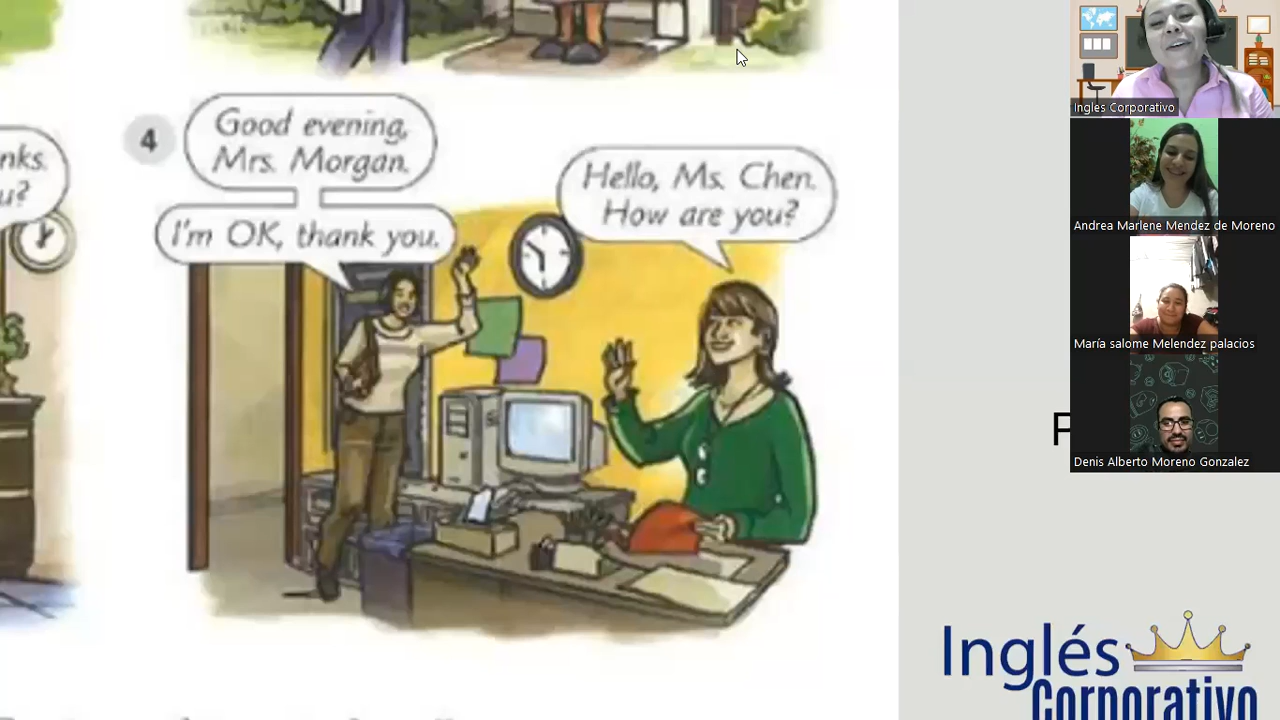 nks.
u?
4
Good evening,
Mrs. Morgan.
I'm OK, thank you.
Hello, Ms. Chen.
How are you?
Ingles Corporativo
Andrea Marlene Mendez de Moreno
María salome Melendez palacios
Denis Alberto Moreno Gonzalez
Inglés
Corporativo